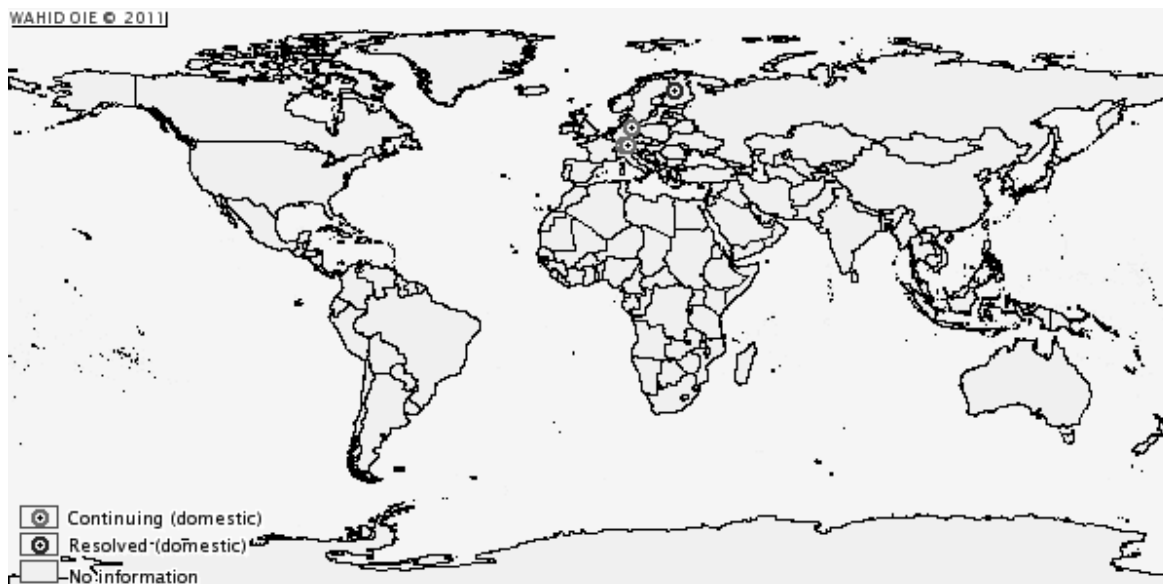 WAHID OIE © 2011
Continuing (domestic)
Resolved (domestic)
No information